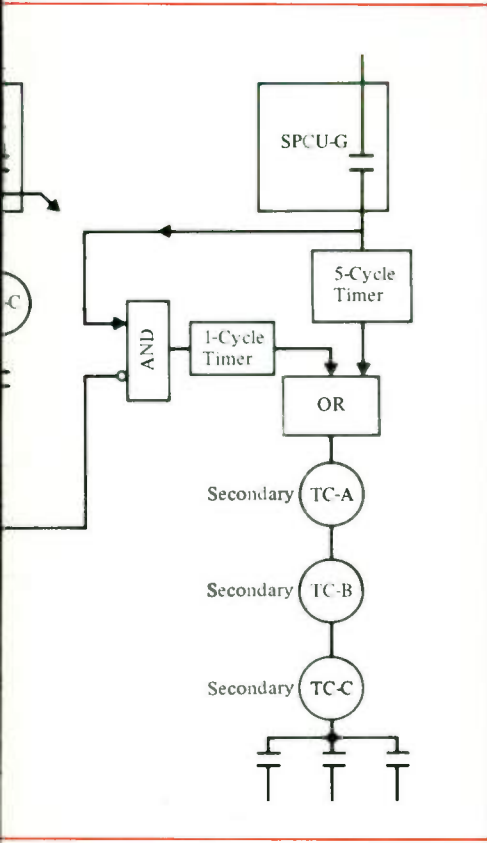 SPCU-G
5-Cycle
Timer
-C
AND
1-Cycle
Timer
OR
Secondary TC-A
Secondary TC-B
Secondary TC-C